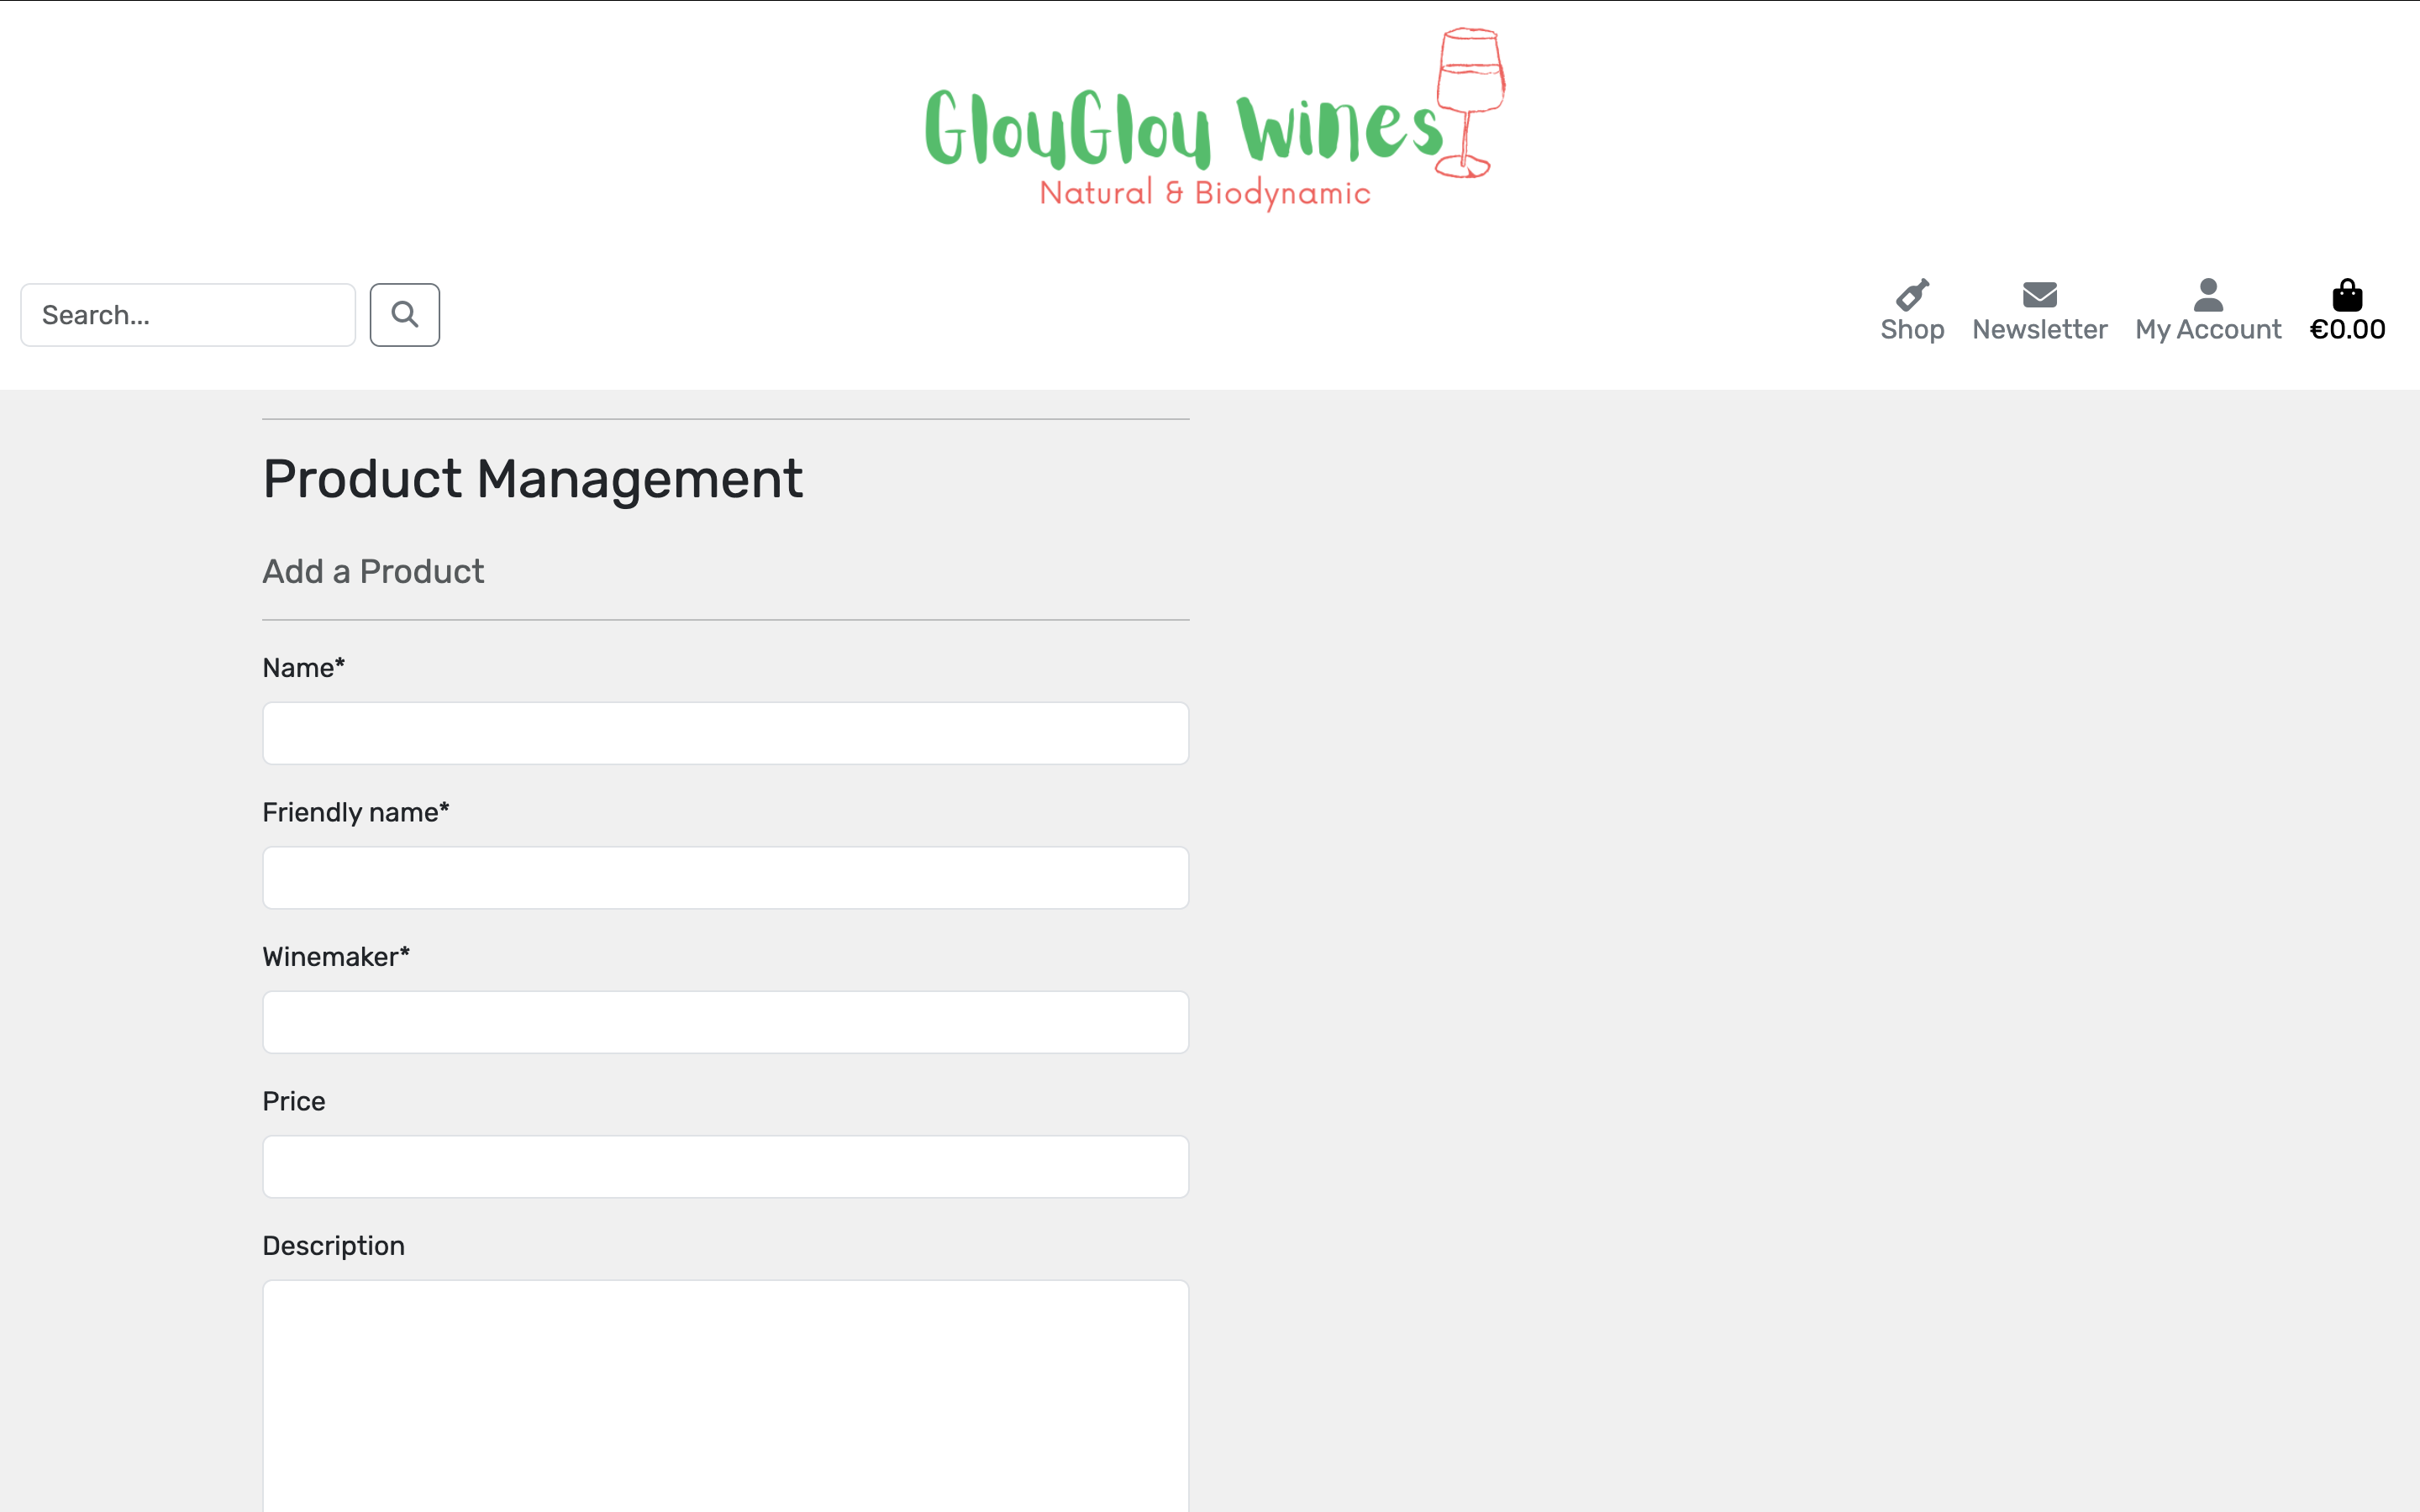 GlouGlou Wines
Natural & Biodynamic
Search...
Shop
Newsletter
My Account
€0.00
Product Management
Add a Product
Name*
Friendly name*
Winemaker*
Price
Description